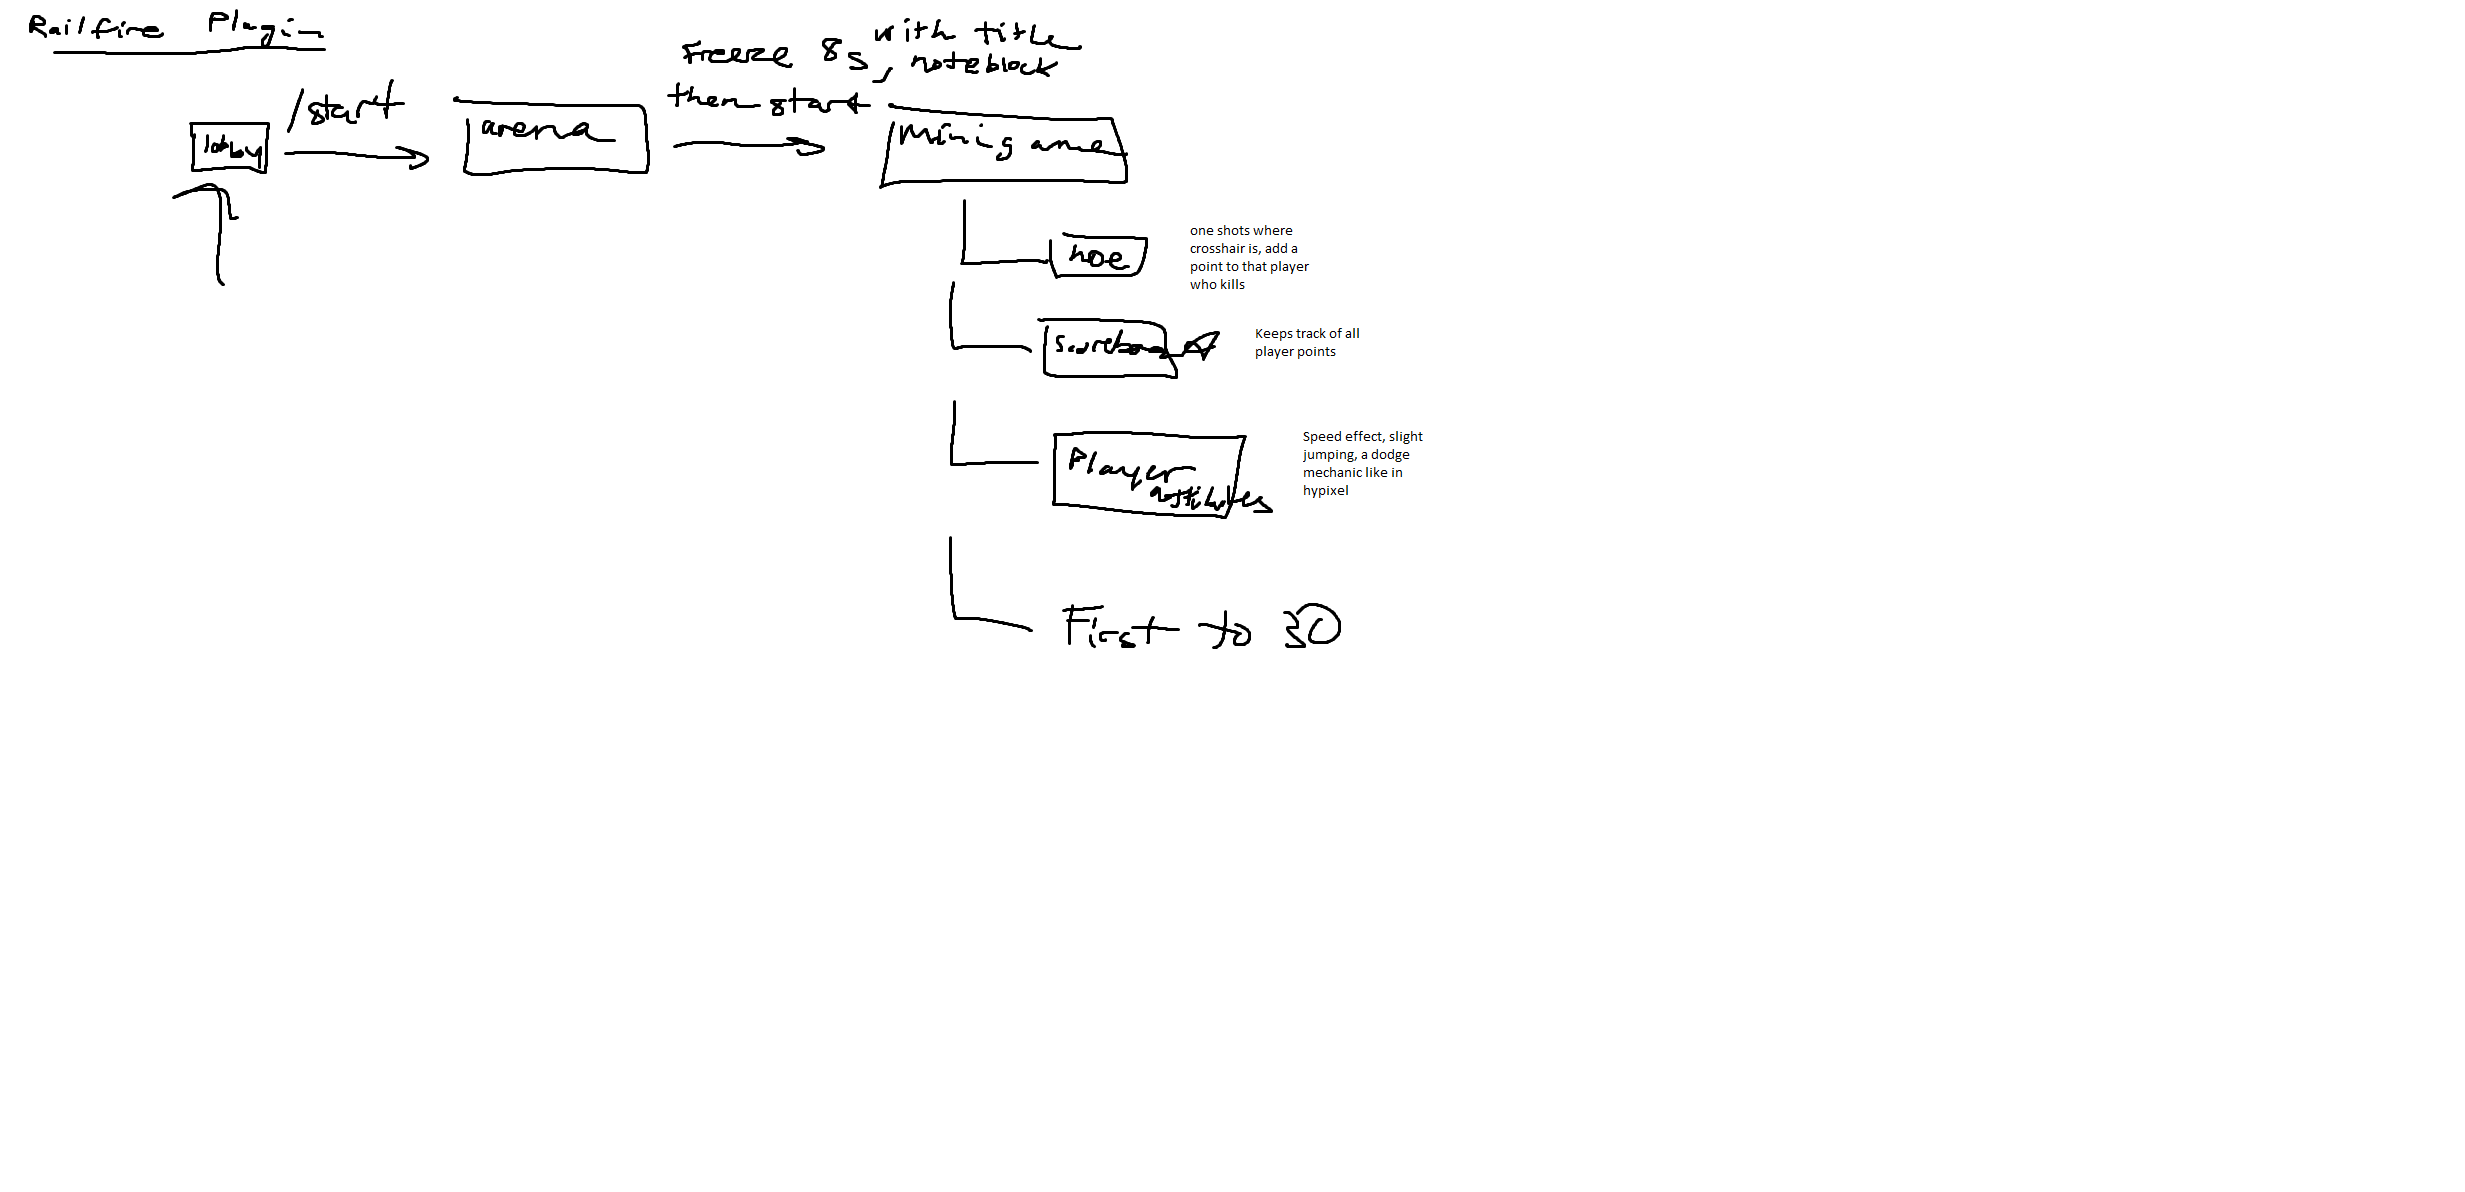 Railfire Plugin
/start
lobby
arena
Freeze 8s, with title
noteblock
then start
Minigame
hoe
one shots where
crosshair is, add a
point to that player
who kills
Keeps track of all
player points
Player
Speed effect, slight
jumping, a dodge
mechanic like in
hypixel
First to 30